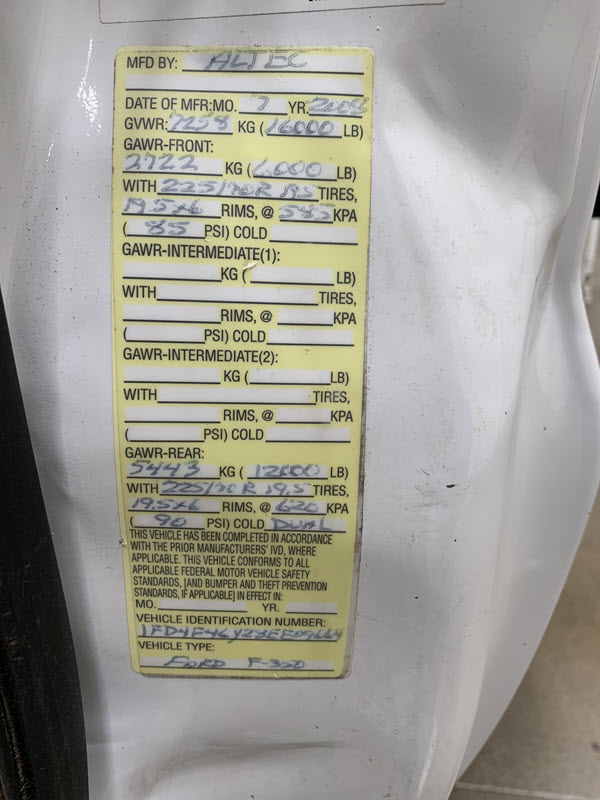 MFD BY: ALTEC
DATE OF MFR:MO. 7 YR. 2008
GVWR: 7258 KG (16000 LB)
GAWR-FRONT:
2722 KG (6000 LB)
WITH 225/70R 19.5 TIRES,
19.5x6 RIMS, @ 585 KPA
(85 PSI) COLD
GAWR-INTERMEDIATE(1):
KG ( LB)
WITH TIRES,
RIMS, @ KPA
( PSI) COLD
GAWR-INTERMEDIATE(2):
KG ( LB)
WITH TIRES,
RIMS, @ KPA
( PSI) COLD
GAWR-REAR:
5443 KG (12000 LB)
WITH 225/70R 19.5 TIRES,
19.5x6 RIMS, @ 620 KPA
(90 PSI) COLD DUAL
THIS VEHICLE HAS BEEN COMPLETED IN ACCORDANCE
WITH THE PRIOR MANUFACTURERS' IVD, WHERE
APPLICABLE. THIS VEHICLE CONFORMS TO ALL
APPLICABLE FEDERAL MOTOR VEHICLE SAFETY
STANDARDS, [AND BUMPER AND THEFT PREVENTION
STANDARDS, IF APPLICABLE] IN EFFECT IN:
MO. YR.
VEHICLE IDENTIFICATION NUMBER:
VEHICLE TYPE:
FORD